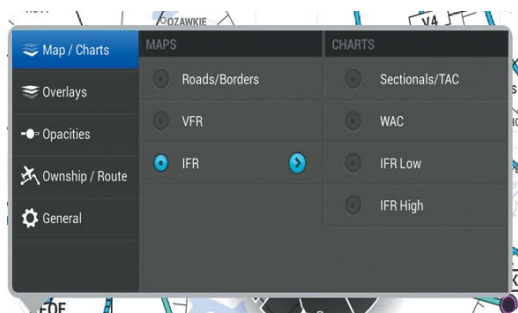 OZAWKIE
V4
Map / Charts
MAPS
CHARTS
Overlays
Roads/Borders
Sectionals/TAC
Opacities
VFR
WAC
Ownship / Route
IFR
IFR Low
General
IFR High